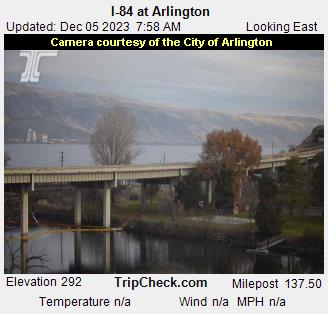 I-84 at Arlington
Updated: Dec 05 2023 7:58 AM Looking East
Camera courtesy of the City of Arlington
Elevation 292 TripCheck.com Milepost 137.50
Temperature n/a Wind n/a MPH n/a